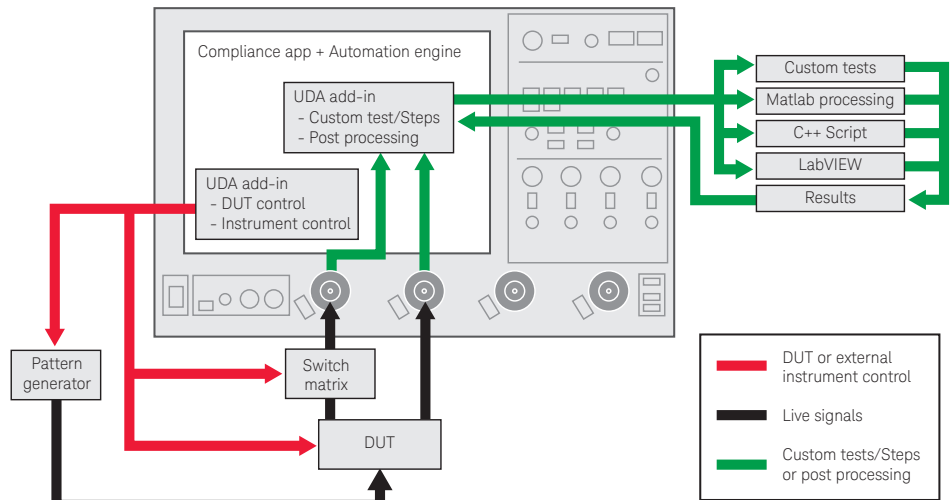 Compliance app + Automation engine
UDA add-in
- Custom test/Steps
- Post processing
UDA add-in
- DUT control
- Instrument control
Custom tests
Matlab processing
C++ Script
LabVIEW
Results
Pattern
generator
Switch
matrix
DUT
DUT or external
instrument control
Live signals
Custom tests/Steps
or post processing